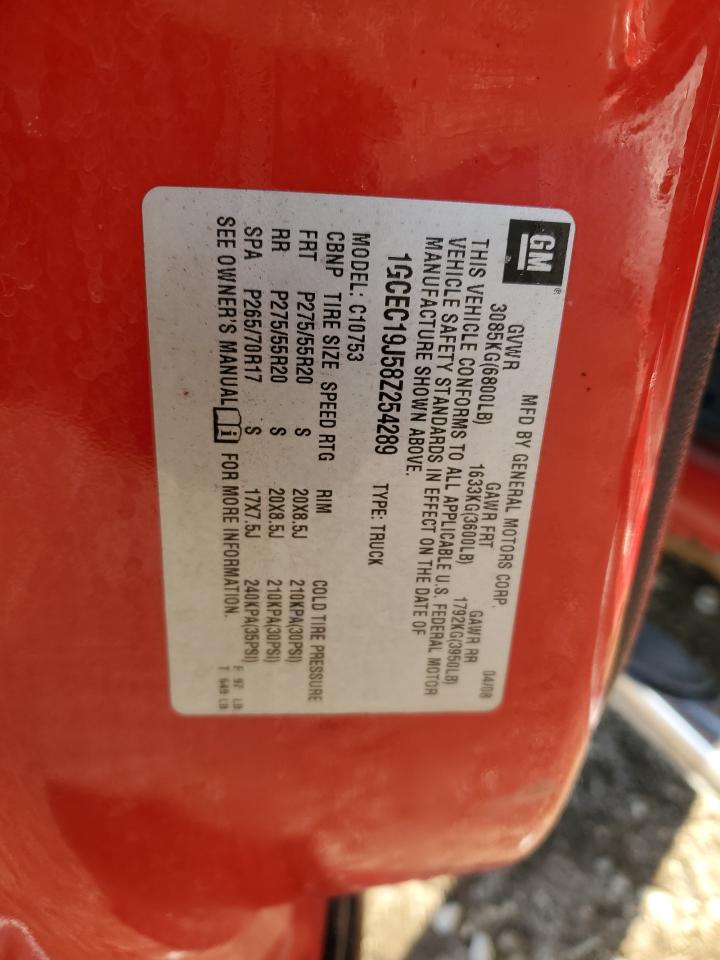 GM®
MFD BY GENERAL MOTORS CORP. 04/08
GVWR GAWR FRT GAWR RR
3085KG(6800LB) 1633KG(3600LB) 1792KG(3950LB)
THIS VEHICLE CONFORMS TO ALL APPLICABLE U.S. FEDERAL MOTOR
VEHICLE SAFETY STANDARDS IN EFFECT ON THE DATE OF
MANUFACTURE SHOWN ABOVE.
1GCEC19J58Z254289 TYPE: TRUCK
MODEL: C10753
CBNP TIRE SIZE SPEED RTG RIM COLD TIRE PRESSURE
FRT P275/55R20 S 20X8.5J 210KPA(30PSI)
RR P275/55R20 S 20X8.5J 210KPA(30PSI)
SPA P265/70R17 S 17X7.5J 240KPA(35PSI)
SEE OWNER'S MANUAL i FOR MORE INFORMATION.
F 97 LB
T 649 LB